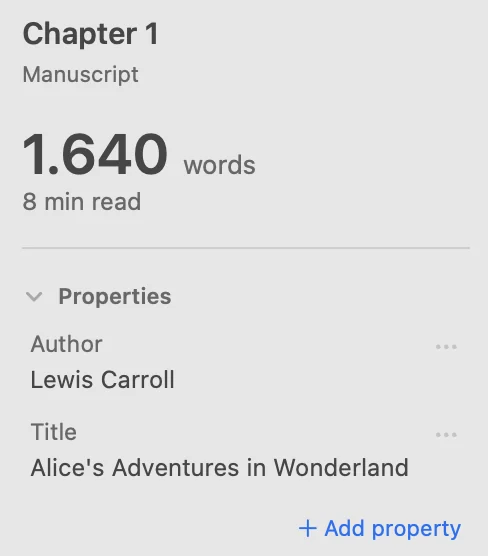 Chapter 1
Manuscript
1.640 words
8 min read
Properties
Author
Lewis Carroll
Title
Alice's Adventures in Wonderland
+ Add property